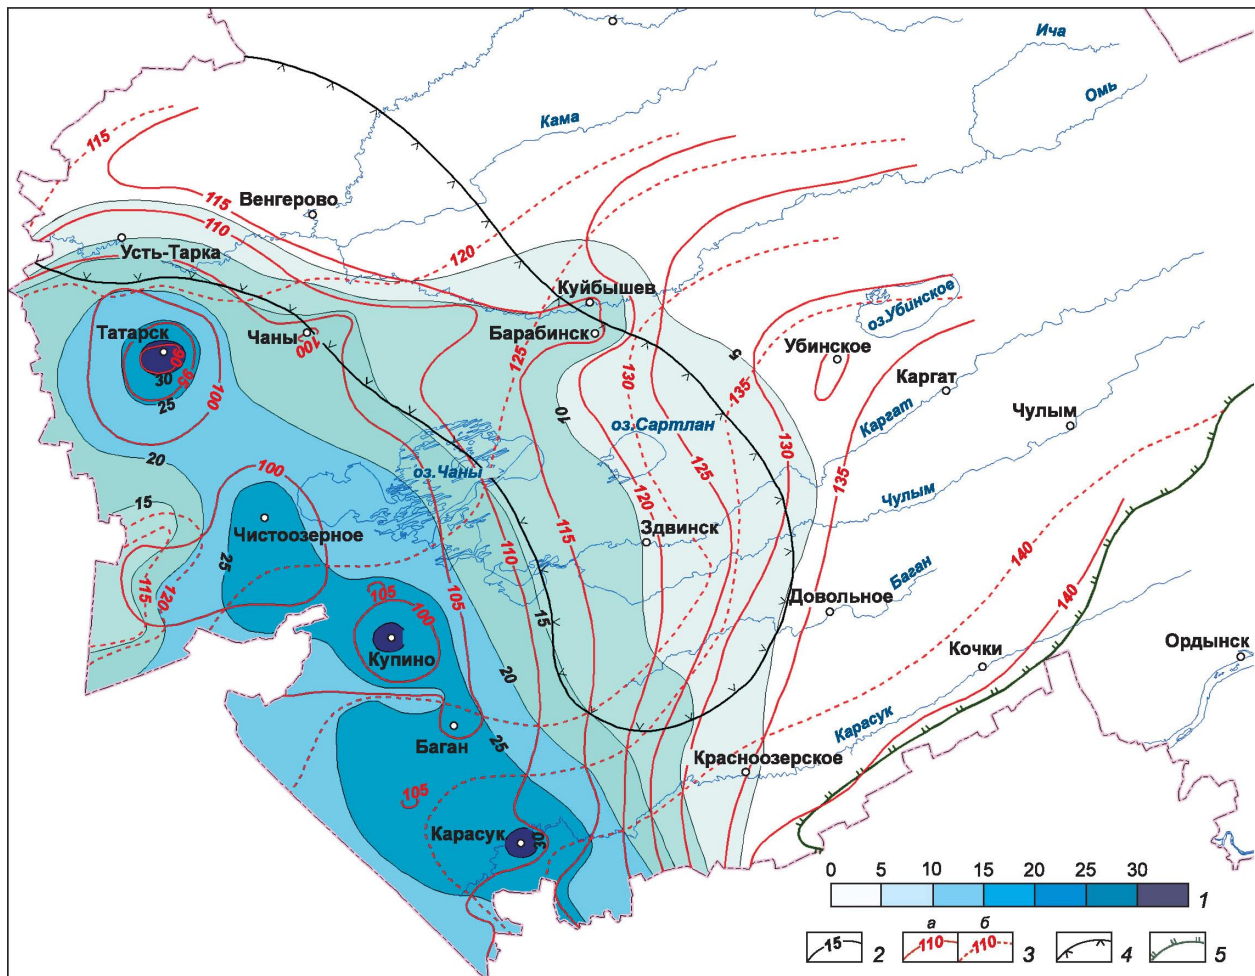 Ича
Омь
Кама
115
Венгерово
115
110
120
Усть-Тарка
Куйбышев
Барабинск
оз.Убинское
Татарск
Чаны
100
125
5
Убинское
90
95
30
25
100
130
135
Каргат
10
Каргат
Чулым
оз.Сартлан
20
100
оз.Чаны
130
125
15
120
135
Чулым
Чистоозерное
Здвинск
110
115
140
25
115
120
105
Баган
105
100
15
Довольное
140
Купино
20
Кочки
Ордынск
Баган
25
Карасук
Красноозерское
105
Карасук
30
0 5 10 15 20 25 30
1
а б
15 2 110 110 3 4 5